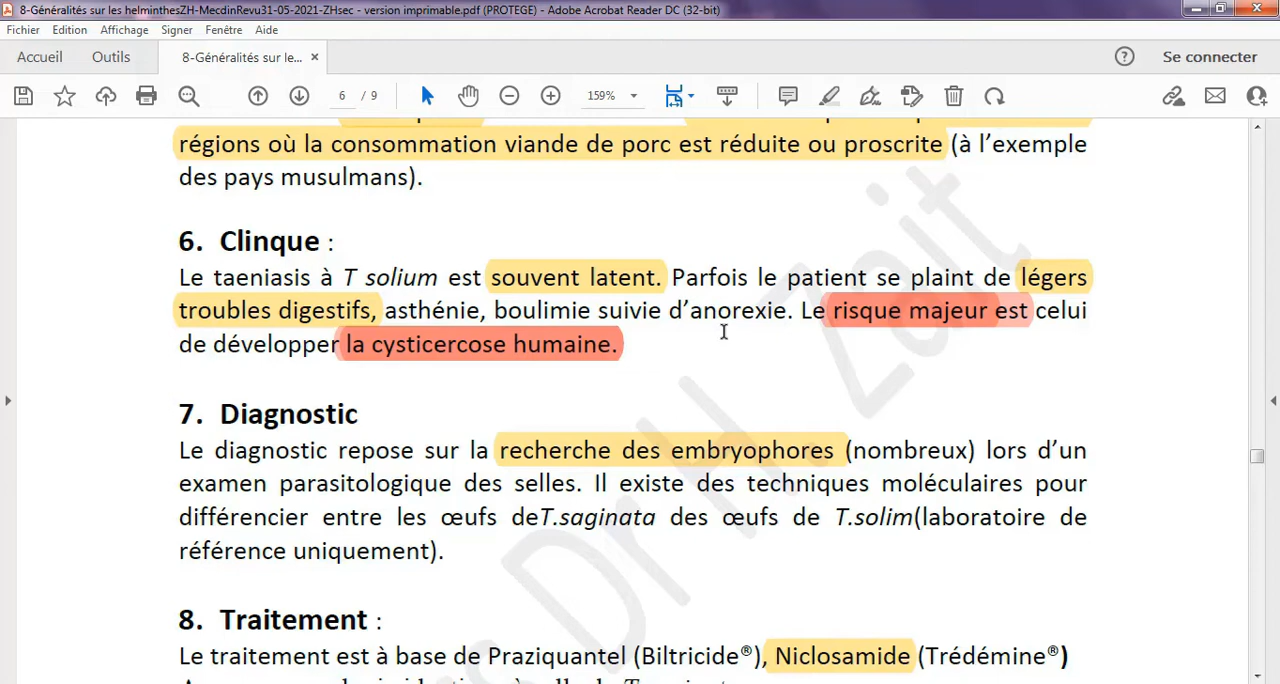 8-Généralités sur les helminthesZH-MecdinRevu31-05-2021-ZHsec - version imprimable.pdf (PROTEGE) - Adobe Acrobat Reader DC (32-bit)
Fichier Edition Affichage Signer Fenêtre Aide
Accueil Outils 8-Généralités sur le... × Se connecter
6 / 9 159%
régions où la consommation viande de porc est réduite ou proscrite (à l’exemple
des pays musulmans).
6. Clinque :
Le taeniasis à T solium est souvent latent. Parfois le patient se plaint de légers
troubles digestifs, asthénie, boulimie suivie d’anorexie. Le risque majeur est celui
de développer la cysticercose humaine.
7. Diagnostic
Le diagnostic repose sur la recherche des embryophores (nombreux) lors d’un
examen parasitologique des selles. Il existe des techniques moléculaires pour
différencier entre les œufs deT.saginata des œufs de T.solim(laboratoire de
référence uniquement).
8. Traitement :
Le traitement est à base de Praziquantel (Biltricide®), Niclosamide (Trédémine®)
Dr H. Zait